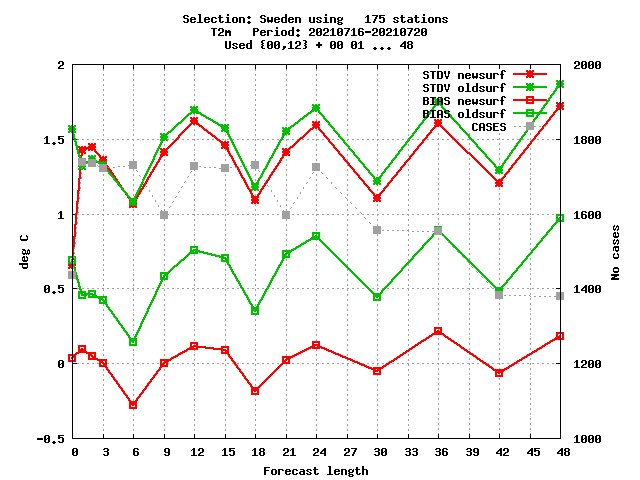 Selection: Sweden using 175 stations
T2m Period: 20210716-20210720
Used {00,12} + 00 01 ... 48
STDV newsurf
STDV oldsurf
BIAS newsurf
BIAS oldsurf
CASES
2
1.5
1
0.5
0
-0.5
deg C
2000
1800
1600
1400
1200
1000
No cases
0 3 6 9 12 15 18 21 24 27 30 33 36 39 42 45 48
Forecast length